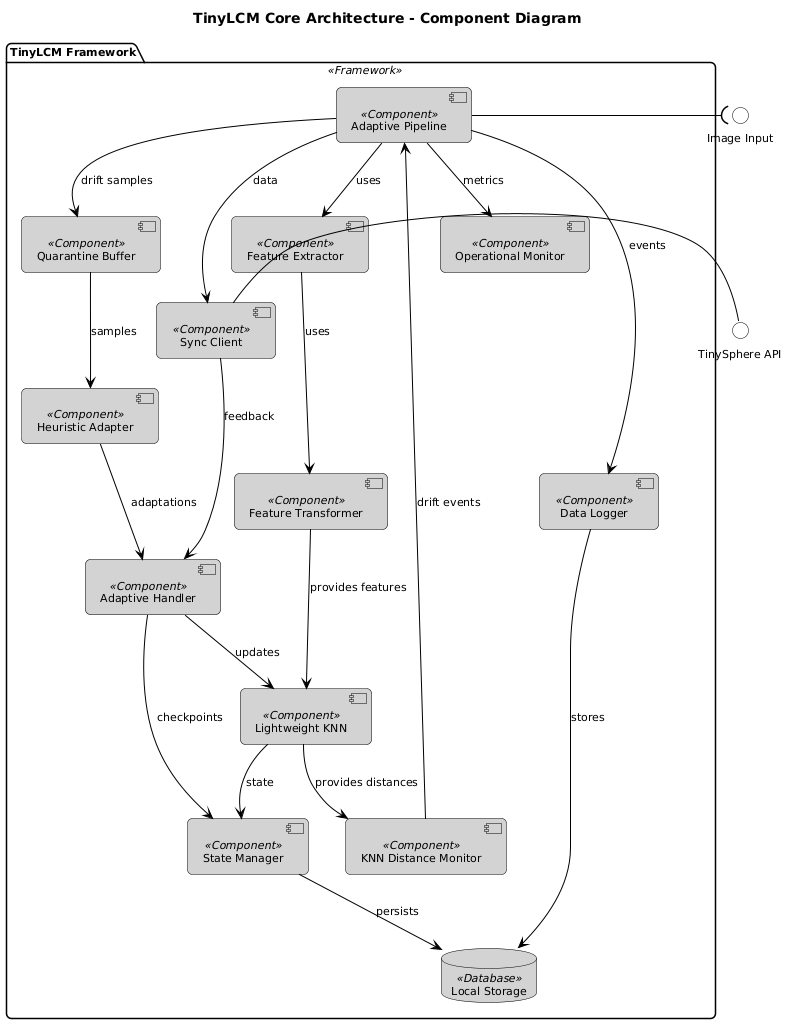 TinyLCM Core Architecture - Component Diagram
TinyLCM Framework
«Framework»
«Component»
Adaptive Pipeline
Image Input
drift samples
data
uses
metrics
events
«Component»
Quarantine Buffer
«Component»
Feature Extractor
«Component»
Operational Monitor
samples
«Component»
Sync Client
uses
TinySphere API
«Component»
Heuristic Adapter
feedback
adaptations
«Component»
Feature Transformer
drift events
«Component»
Data Logger
«Component»
Adaptive Handler
provides features
updates
checkpoints
«Component»
Lightweight KNN
stores
state
provides distances
«Component»
State Manager
«Component»
KNN Distance Monitor
persists
«Database»
Local Storage